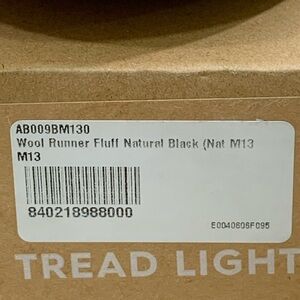 AB009BM130
Wool Runner Fluff Natural Black (Nat M13
M13
840218988000
E0040606F095
TREAD LIGHT